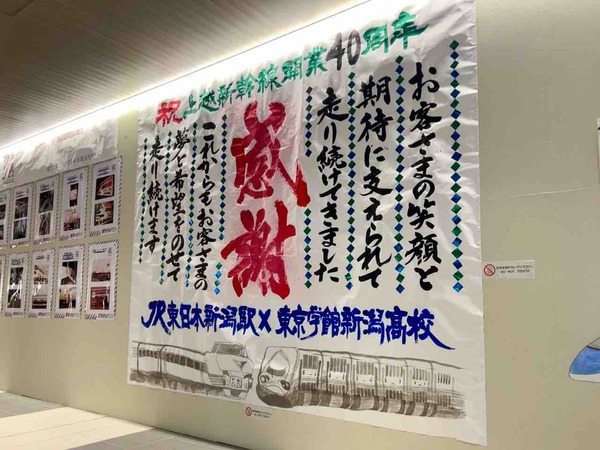 祝上越新幹線開業40周年
お客さまの笑顔と
期待に支えられて
走り続けてきました
感謝
これからもお客さまの
夢と希望をのせて
走り続けます
JR東日本新潟駅×東京学館新潟高校